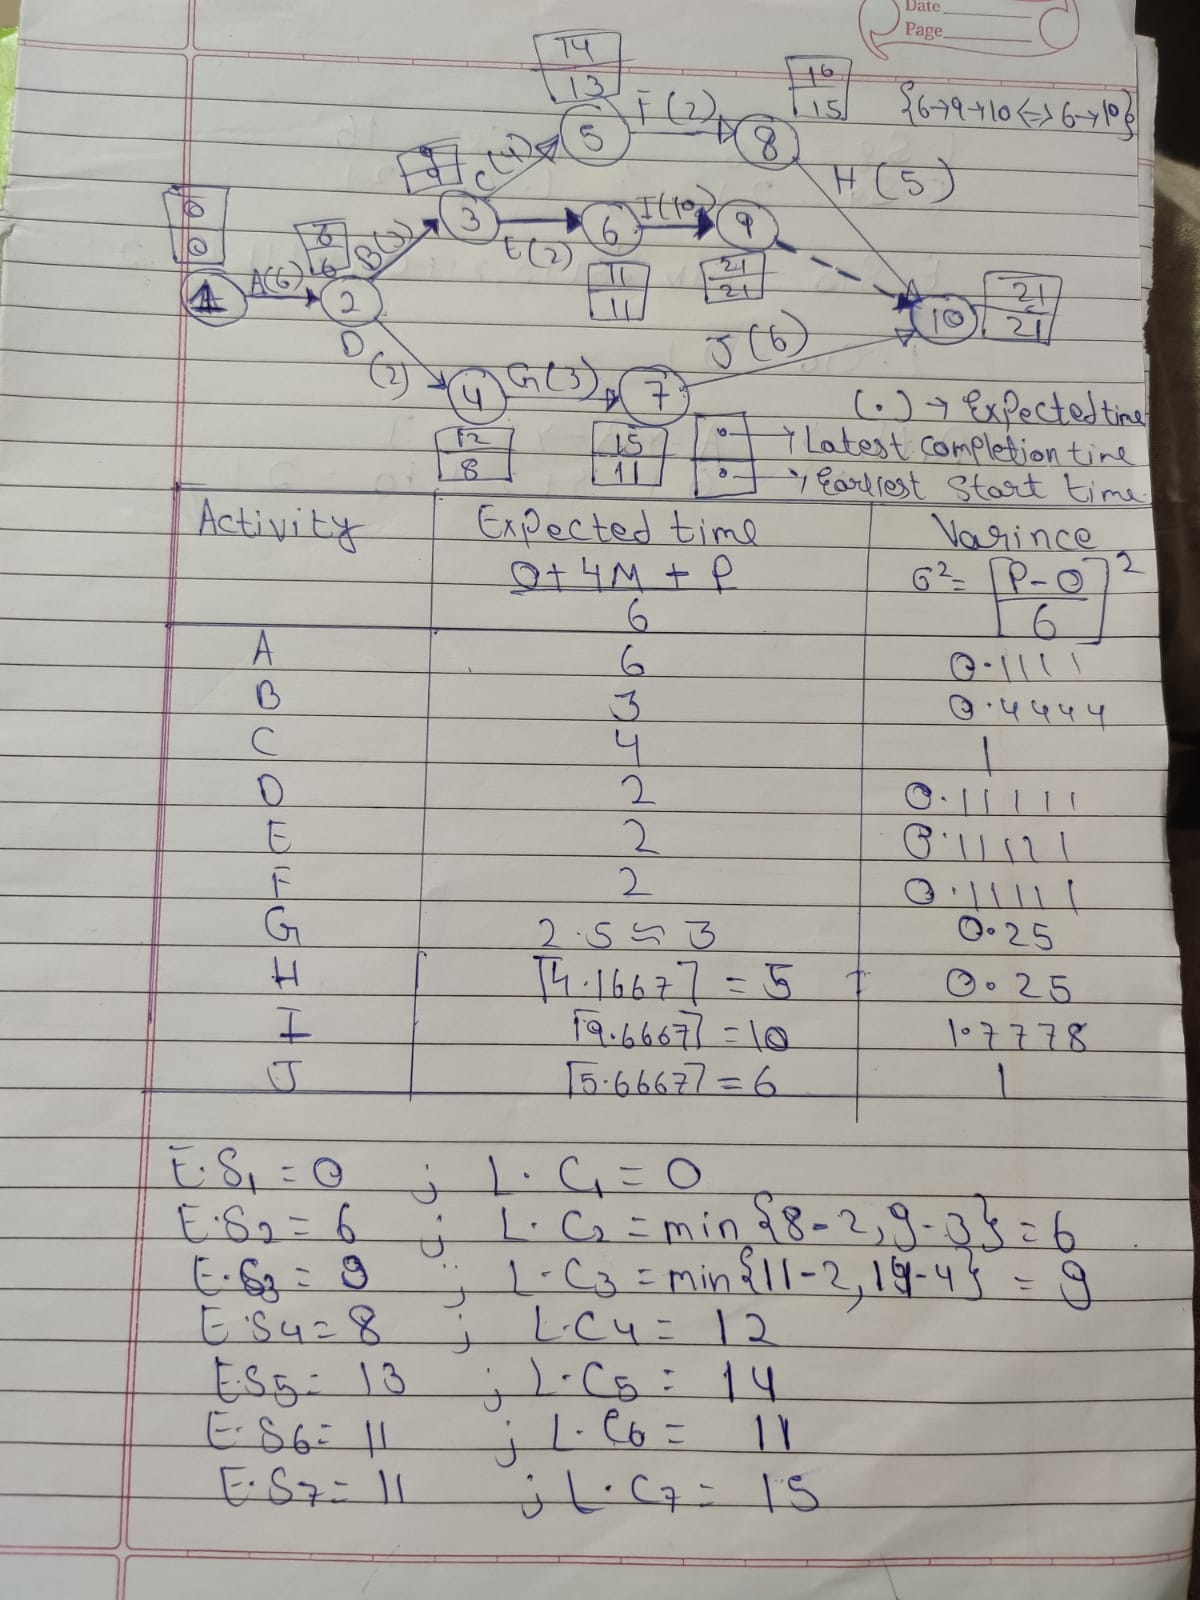 Date
Page
14
13
F (2)
16
15
{6→9→10 <=> 6→10}
5
8
9
9
C(4)
H (5)
0
0
3
E(2)
6
I(10)
9
6
6
B(3)
A(6)
1
2
11
11
21
21
10
21
21
D
(2)
4
G(3)
7
J (6)
12
8
15
11
(.) → Expected time
→ Latest completion time
→ Earliest Start time
Activity Expected time Varince
O + 4M + P
6
σ² = [P - O
6]²
A 6 0.1111
B 3 0.4444
C 4 1
D 2 0.11111
E 2 0.11111
F 2 0.11111
G 2.5 ≈ 3 0.25
H ⌈4.1667⌉ = 5 0.25
I ⌈9.6667⌉ = 10 1.7778
J ⌈5.6667⌉ = 6 1
E.S₁ = 0 ; L.C₁ = 0
E.S₂ = 6 ; L.C₂ = min{8-2, 9-3} = 6
E.S₃ = 9 ; L.C₃ = min{11-2, 14-4} = 9
E.S₄ = 8 ; L.C₄ = 12
E.S₅ = 13 ; L.C₅ = 14
E.S₆ = 11 ; L.C₆ = 11
E.S₇ = 11 ; L.C₇ = 15